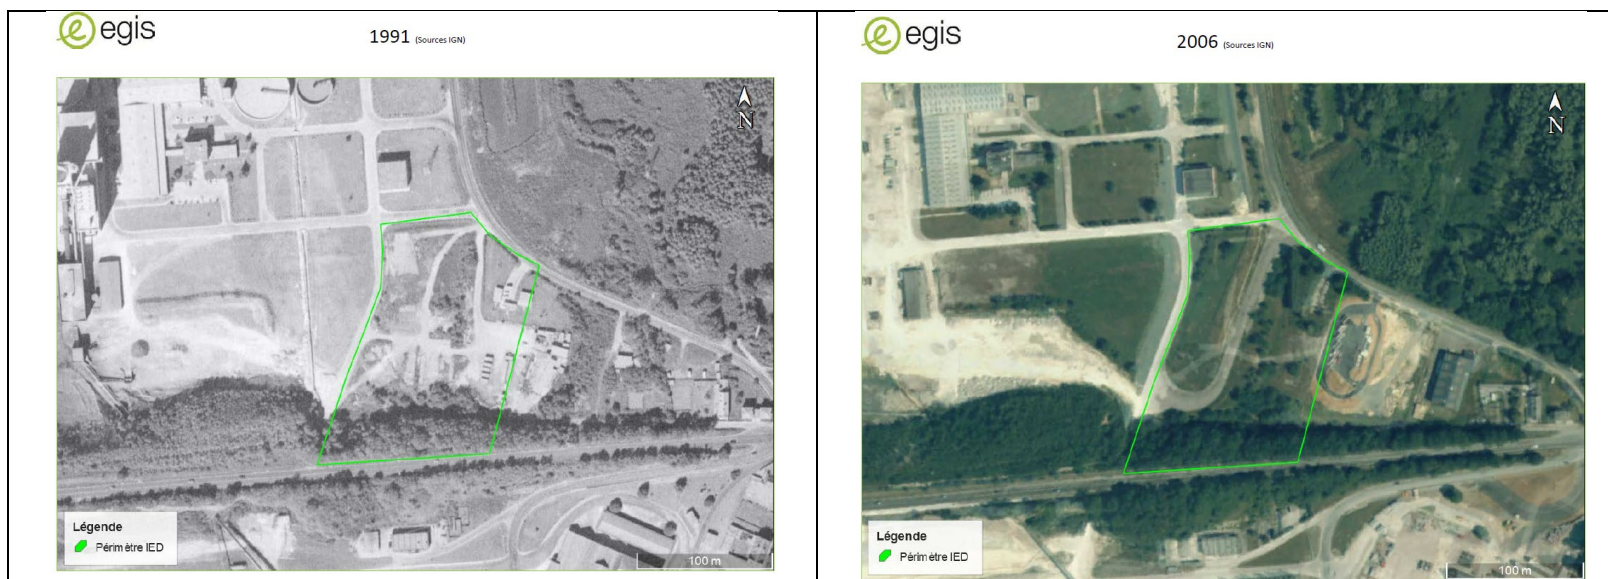 egis
1991 (Sources IGN)
N
Légende
Périmètre IED
100 m
egis
2006 (Sources IGN)
N
Légende
Périmètre IED
100 m